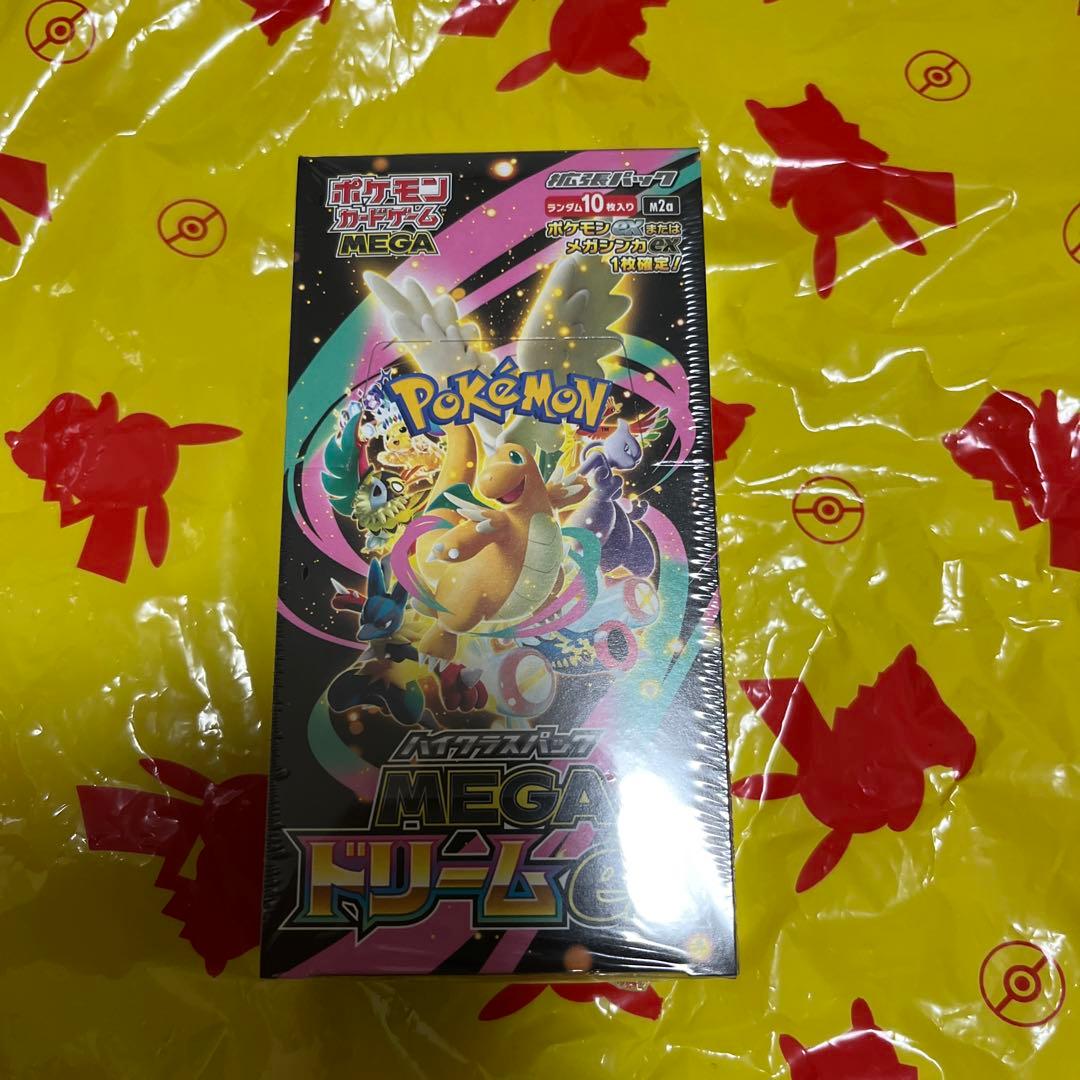 ポケモン
カードゲーム
MEGA
拡張パック
ランダム10枚入り M2a
ポケモンexまたは
メガシンカex
1枚確定!
POKéMON
TM
ハイクラスパック
MEGA
ドリームex